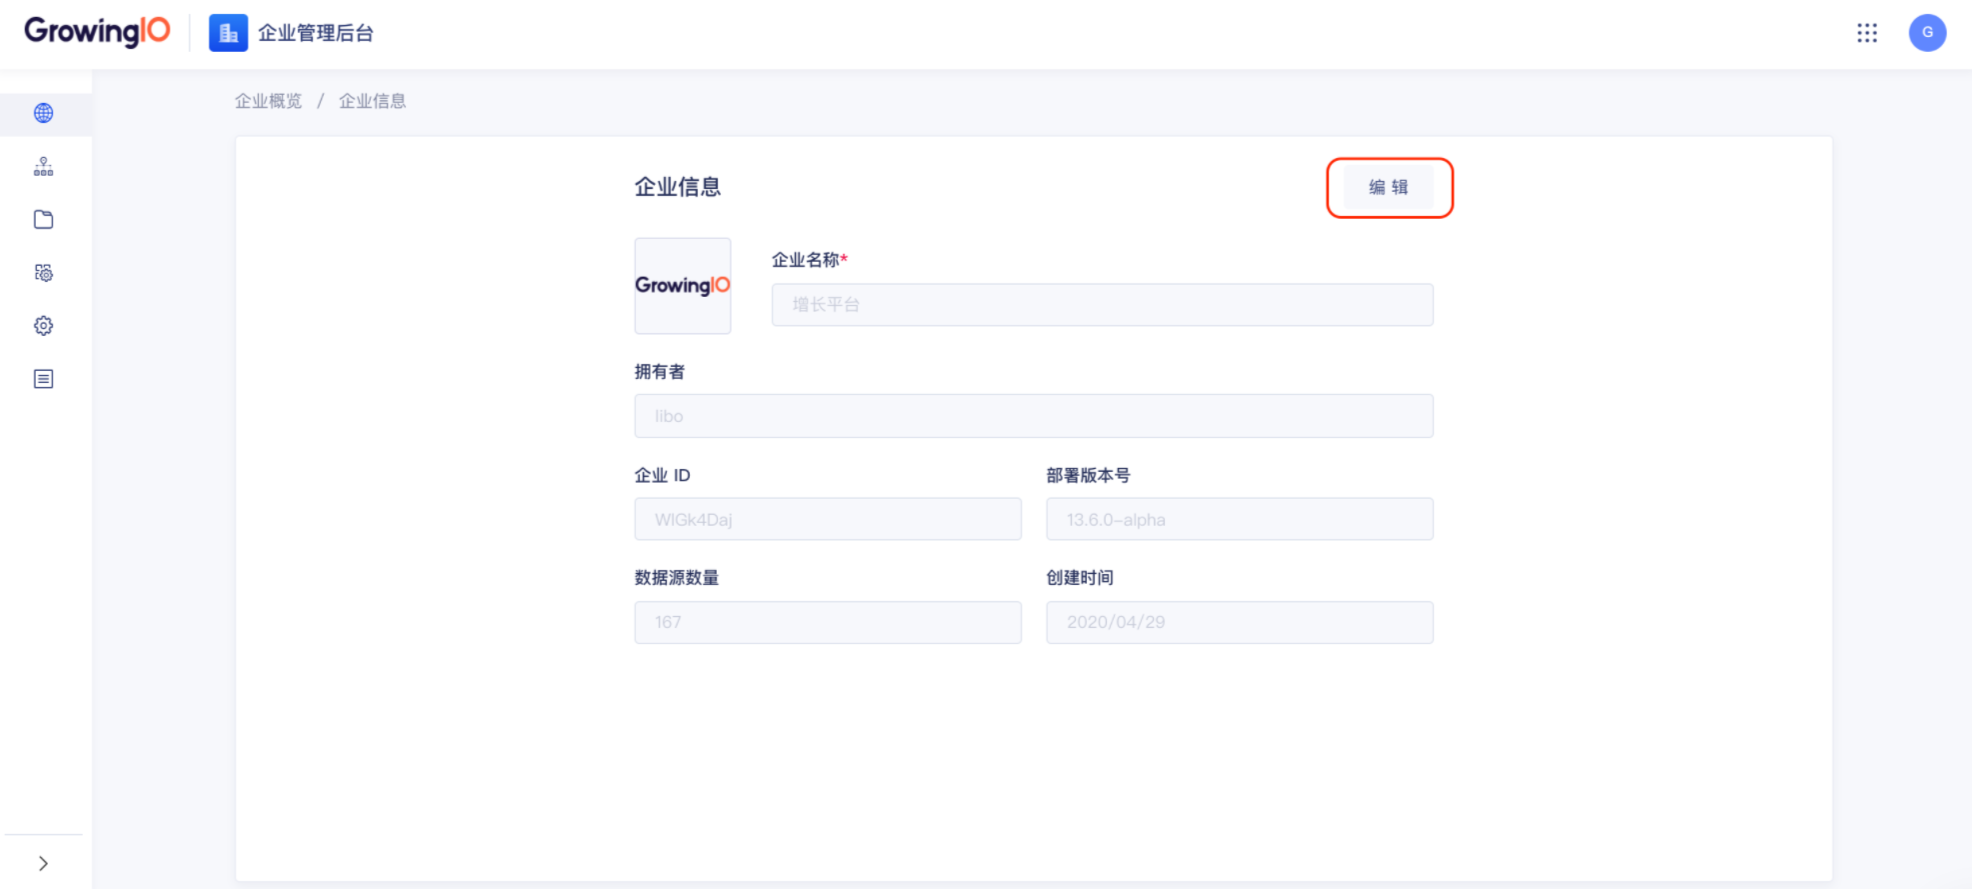 GrowingIO
企业管理后台
G
企业概览 / 企业信息
企业信息
编 辑
GrowingIO
企业名称*
增长平台
拥有者
libo
企业 ID
部署版本号
WlGk4Daj
13.6.0-alpha
数据源数量
创建时间
167
2020/04/29